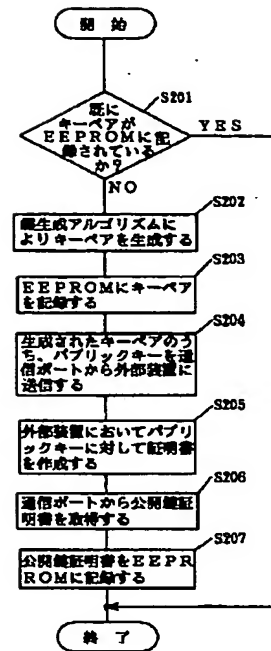 開始
S201
既に
キーペアが
EEPROMに記
録されている
か?
YES
NO
S202
鍵生成アルゴリズムに
よりキーペアを生成する
S203
EEPROMにキーペア
を記録する
S204
生成されたキーペアのう
ち、パブリックキーを通
信ポートから外部装置に
送信する
S205
外部装置においてパブリ
ックキーに対して証明書
を作成する
S206
通信ポートから公開鍵証
明書を取得する
S207
公開鍵証明書をEEPR
ROMに記録する
終了